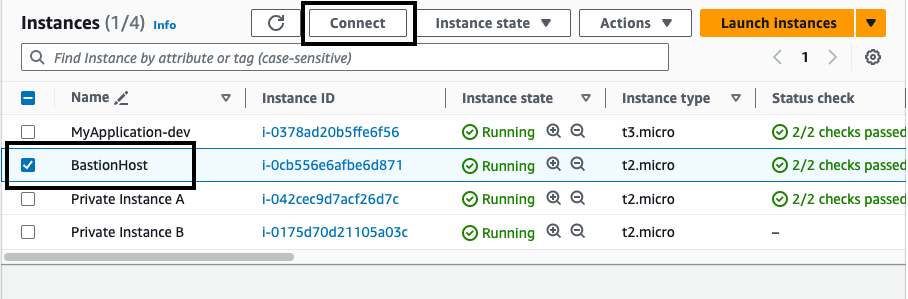 Instances (1/4) Info Connect Instance state Actions Launch instances
Find Instance by attribute or tag (case-sensitive) 1
Name Instance ID Instance state Instance type Status check
MyApplication-dev i-0378ad20b5ffe6f56 Running t3.micro 2/2 checks passed
BastionHost i-0cb556e6afbe6d871 Running t2.micro 2/2 checks passed
Private Instance A i-042cec9d7acf26d7c Running t2.micro 2/2 checks passed
Private Instance B i-0175d70d21105a03c Running t2.micro –